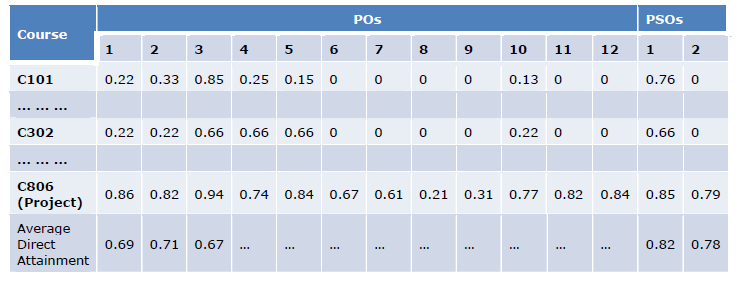 Course POs PSOs
1 2 3 4 5 6 7 8 9 10 11 12 1 2
C101 0.22 0.33 0.85 0.25 0.15 0 0 0 0 0.13 0 0 0.76 0
... ... ...
C302 0.22 0.22 0.66 0.66 0.66 0 0 0 0 0.22 0 0 0.66 0
... ... ...
C806
(Project) 0.86 0.82 0.94 0.74 0.84 0.67 0.61 0.21 0.31 0.77 0.82 0.84 0.85 0.79
Average
Direct 0.69 0.71 0.67 ... ... ... ... ... ... ... ... ... 0.82 0.78
Attainment